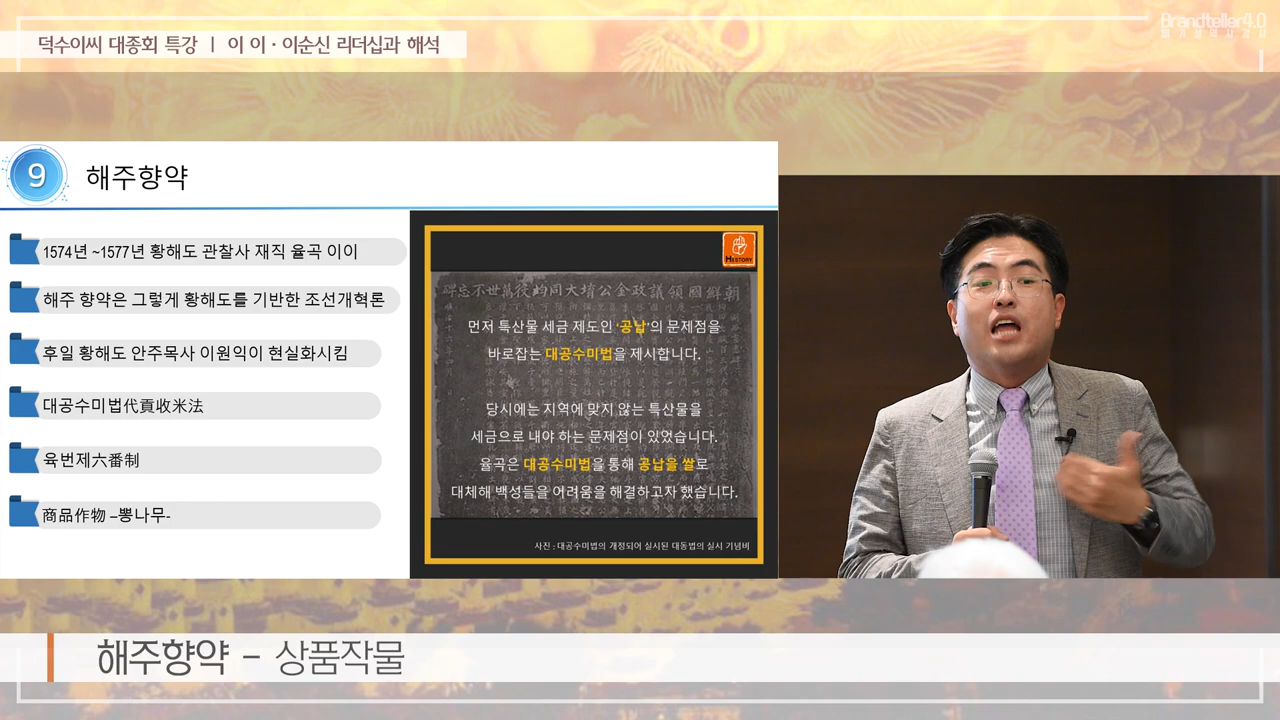 덕수이씨 대종회 특강 ㅣ 이 이·이순신 리더십과 해석
Brandteller4.0
9
해주향약
1574년 ~1577년 황해도 관찰사 재직 율곡 이이
해주 향약은 그렇게 황해도를 기반한 조선개혁론
후일 황해도 안주목사 이원익이 현실화시킴
대공수미법代貢收米法
육번제六番制
商品作物 –뽕나무-
HISTORY
먼저 특산물 세금 제도인 '공납'의 문제점을
바로잡는 대공수미법을 제시합니다.
당시에는 지역에 맞지 않는 특산물을
세금으로 내야 하는 문제점이 있었습니다.
율곡은 대공수미법을 통해 공납을 쌀로
대체해 백성들을 어려움을 해결하고자 했습니다.
사진 : 대공수미법의 개정되어 실시된 대동법의 실시 기념비
해주향약 – 상품작물